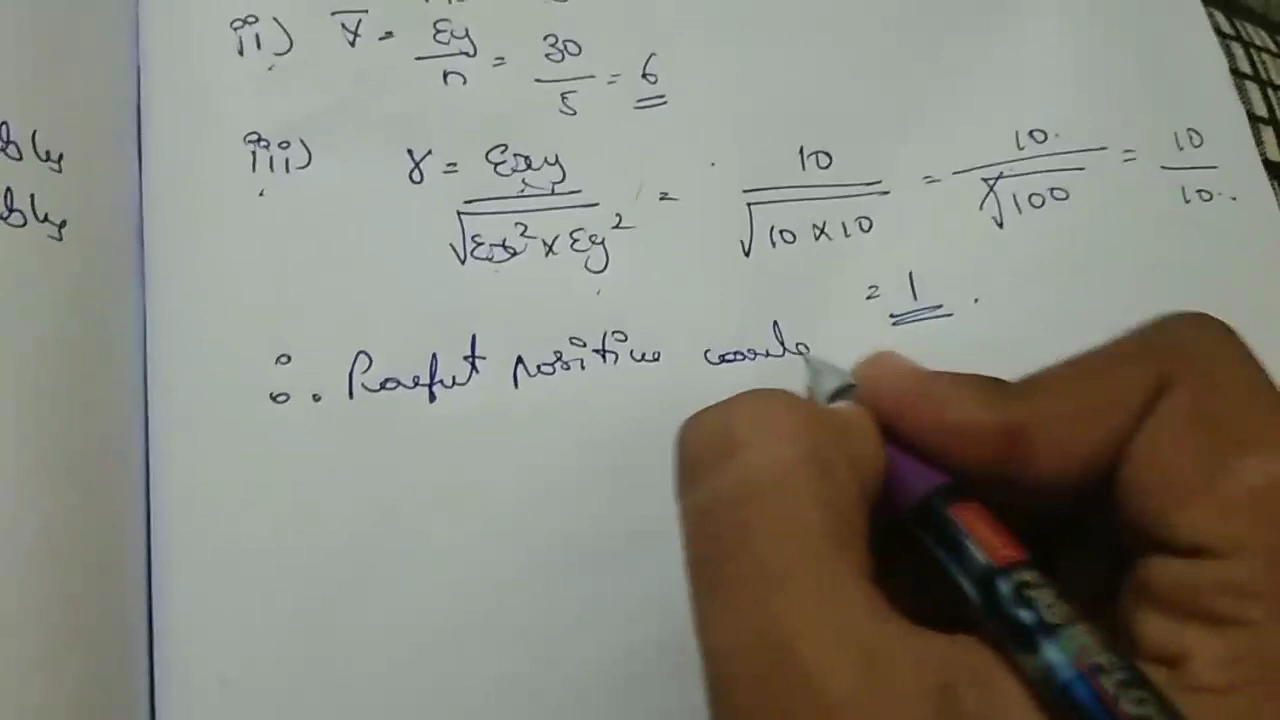 ii) Ȳ = Σy/n = 30/5 = 6
iii) r = Σxy/√Σx² × Σy² = 10/√10 × 10 = 10/√100 = 10/10
= 1
∴ Perfect positive